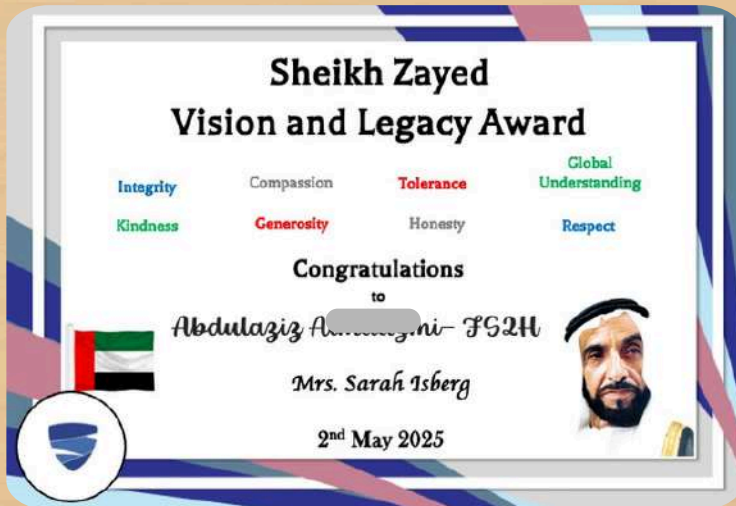 Sheikh Zayed
Vision and Legacy Award
Integrity Compassion Tolerance Global Understanding
Kindness Generosity Honesty Respect
Congratulations
to
Abdulaziz – FS2H
Mrs. Sarah Isberg
2nd May 2025